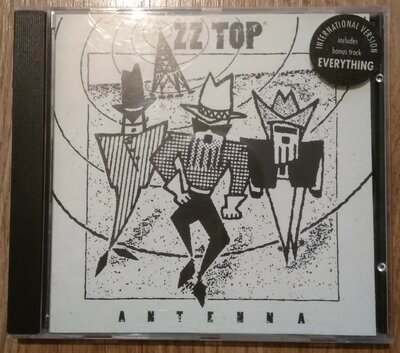 ZZ TOP
INTERNATIONAL VERSION
includes
bonus track
EVERYTHING
ANTENNA